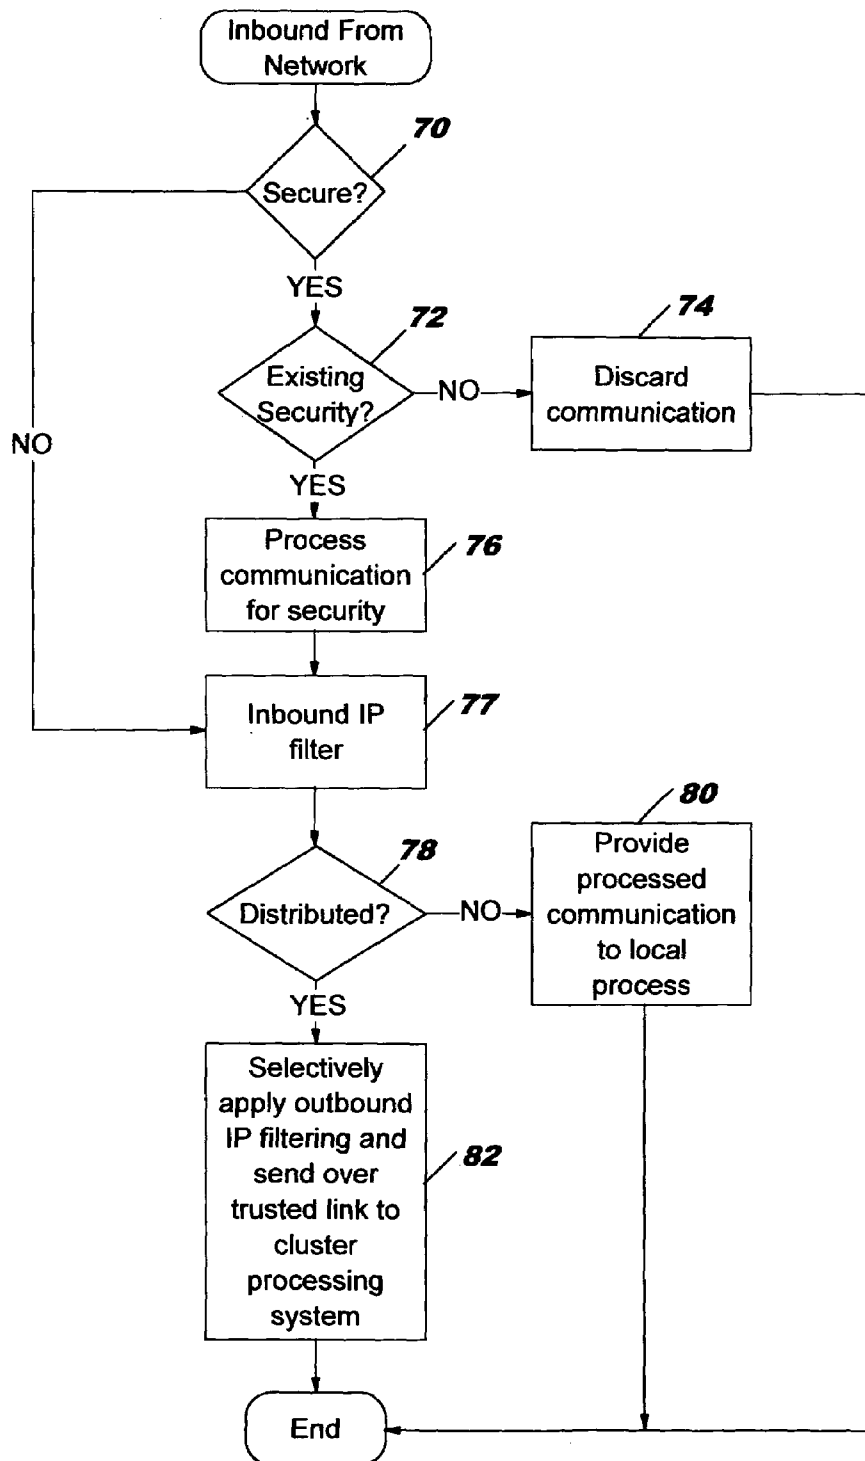 Inbound From
Network
70
Secure?
YES
72
Existing
Security?
NO
74
Discard
communication
NO
YES
Process
communication
for security
76
Inbound IP
filter
77
78
Distributed?
NO
80
Provide
processed
communication
to local
process
YES
Selectively
apply outbound
IP filtering and
send over
trusted link to
cluster
processing
system
82
End